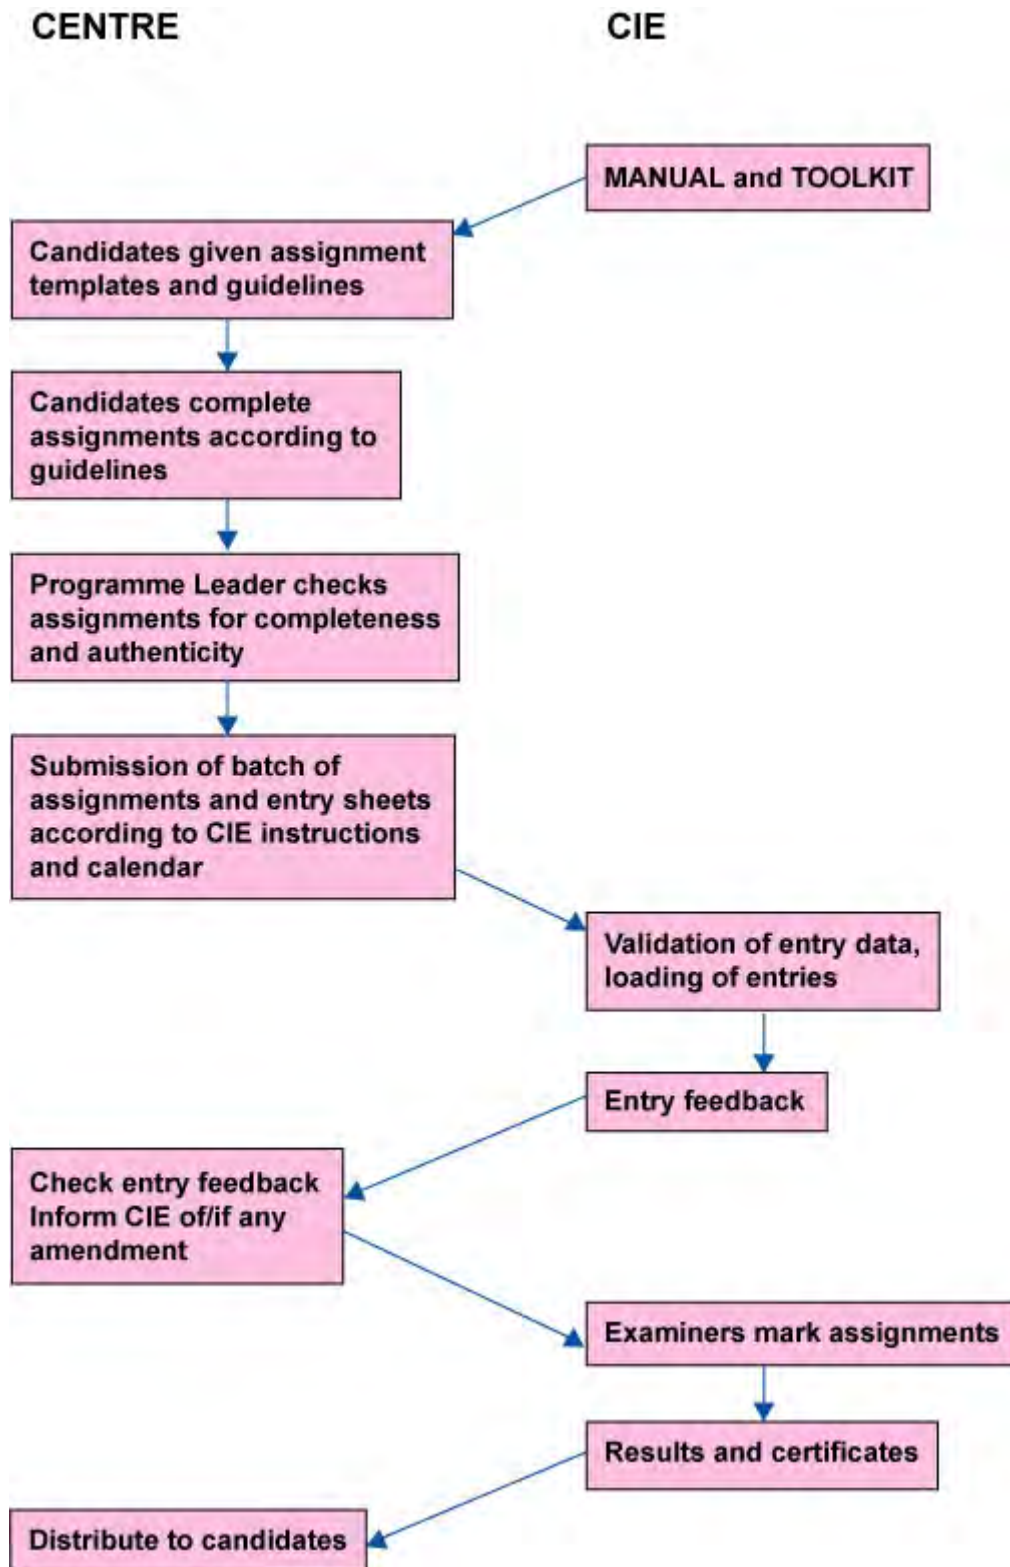 CENTRE
CIE
MANUAL and TOOLKIT
Candidates given assignment
templates and guidelines
Candidates complete
assignments according to
guidelines
Programme Leader checks
assignments for completeness
and authenticity
Submission of batch of
assignments and entry sheets
according to CIE instructions
and calendar
Validation of entry data,
loading of entries
Entry feedback
Check entry feedback
Inform CIE of/if any
amendment
Examiners mark assignments
Results and certificates
Distribute to candidates